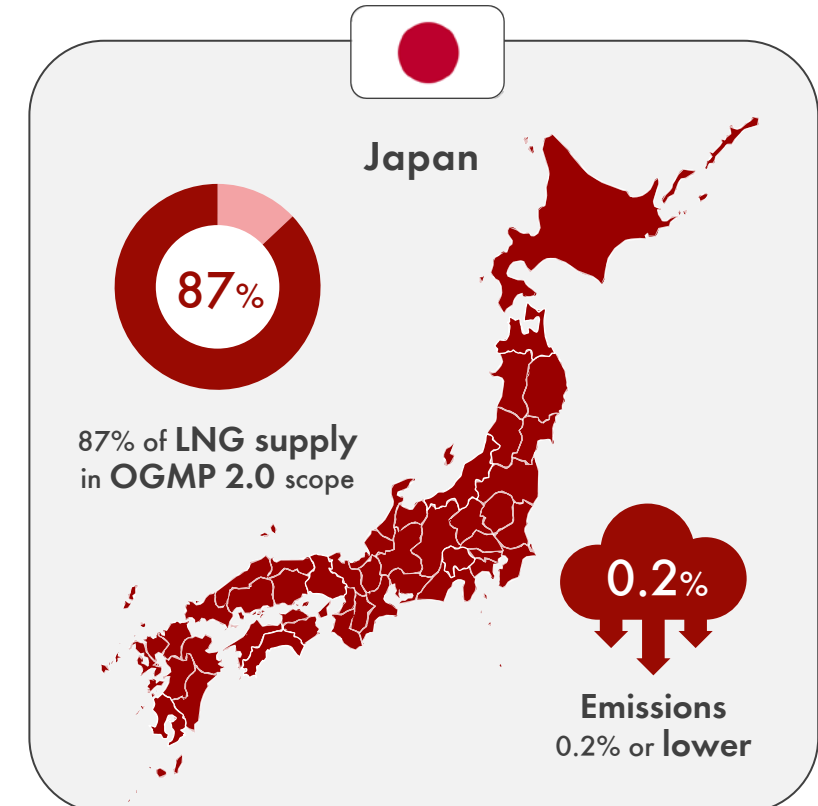 Japan
87%
87% of LNG supply
in OGMP 2.0 scope
0.2%
Emissions
0.2% or lower